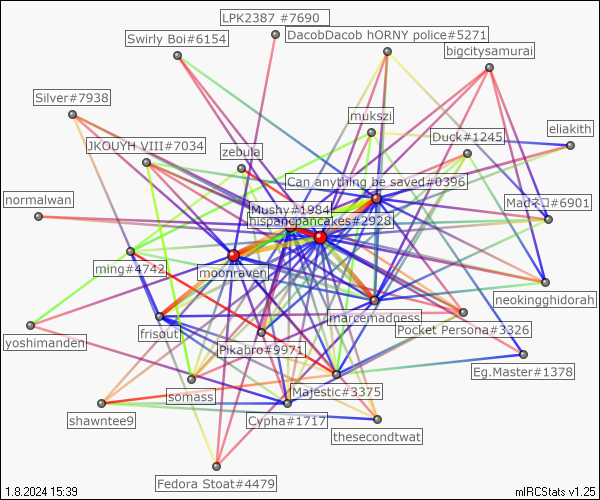 LPK2387 #7690
Swirly Boi#6154
DacobDacob hORNY police#5271
bigcitysamurai
Silver#7938
mukszi
eliakith
JKOUYH VIII#7034
zebula
Duck#1245
Can anything be saved#0396
normalwan
Mushy#1984
Madネコ#6901
hispancpancakes#2928
ming#4742
moonraven
neokingghidorah
marcemadness
frisout
Pocket Persona#3326
yoshimanden
Pikabro#9971
Eg.Master#1378
somass
Majestic#3375
shawntee9
Cypha#1717
thesecondtwat
Fedora Stoat#4479
1.8.2024 15:39
mIRCStats v1.25